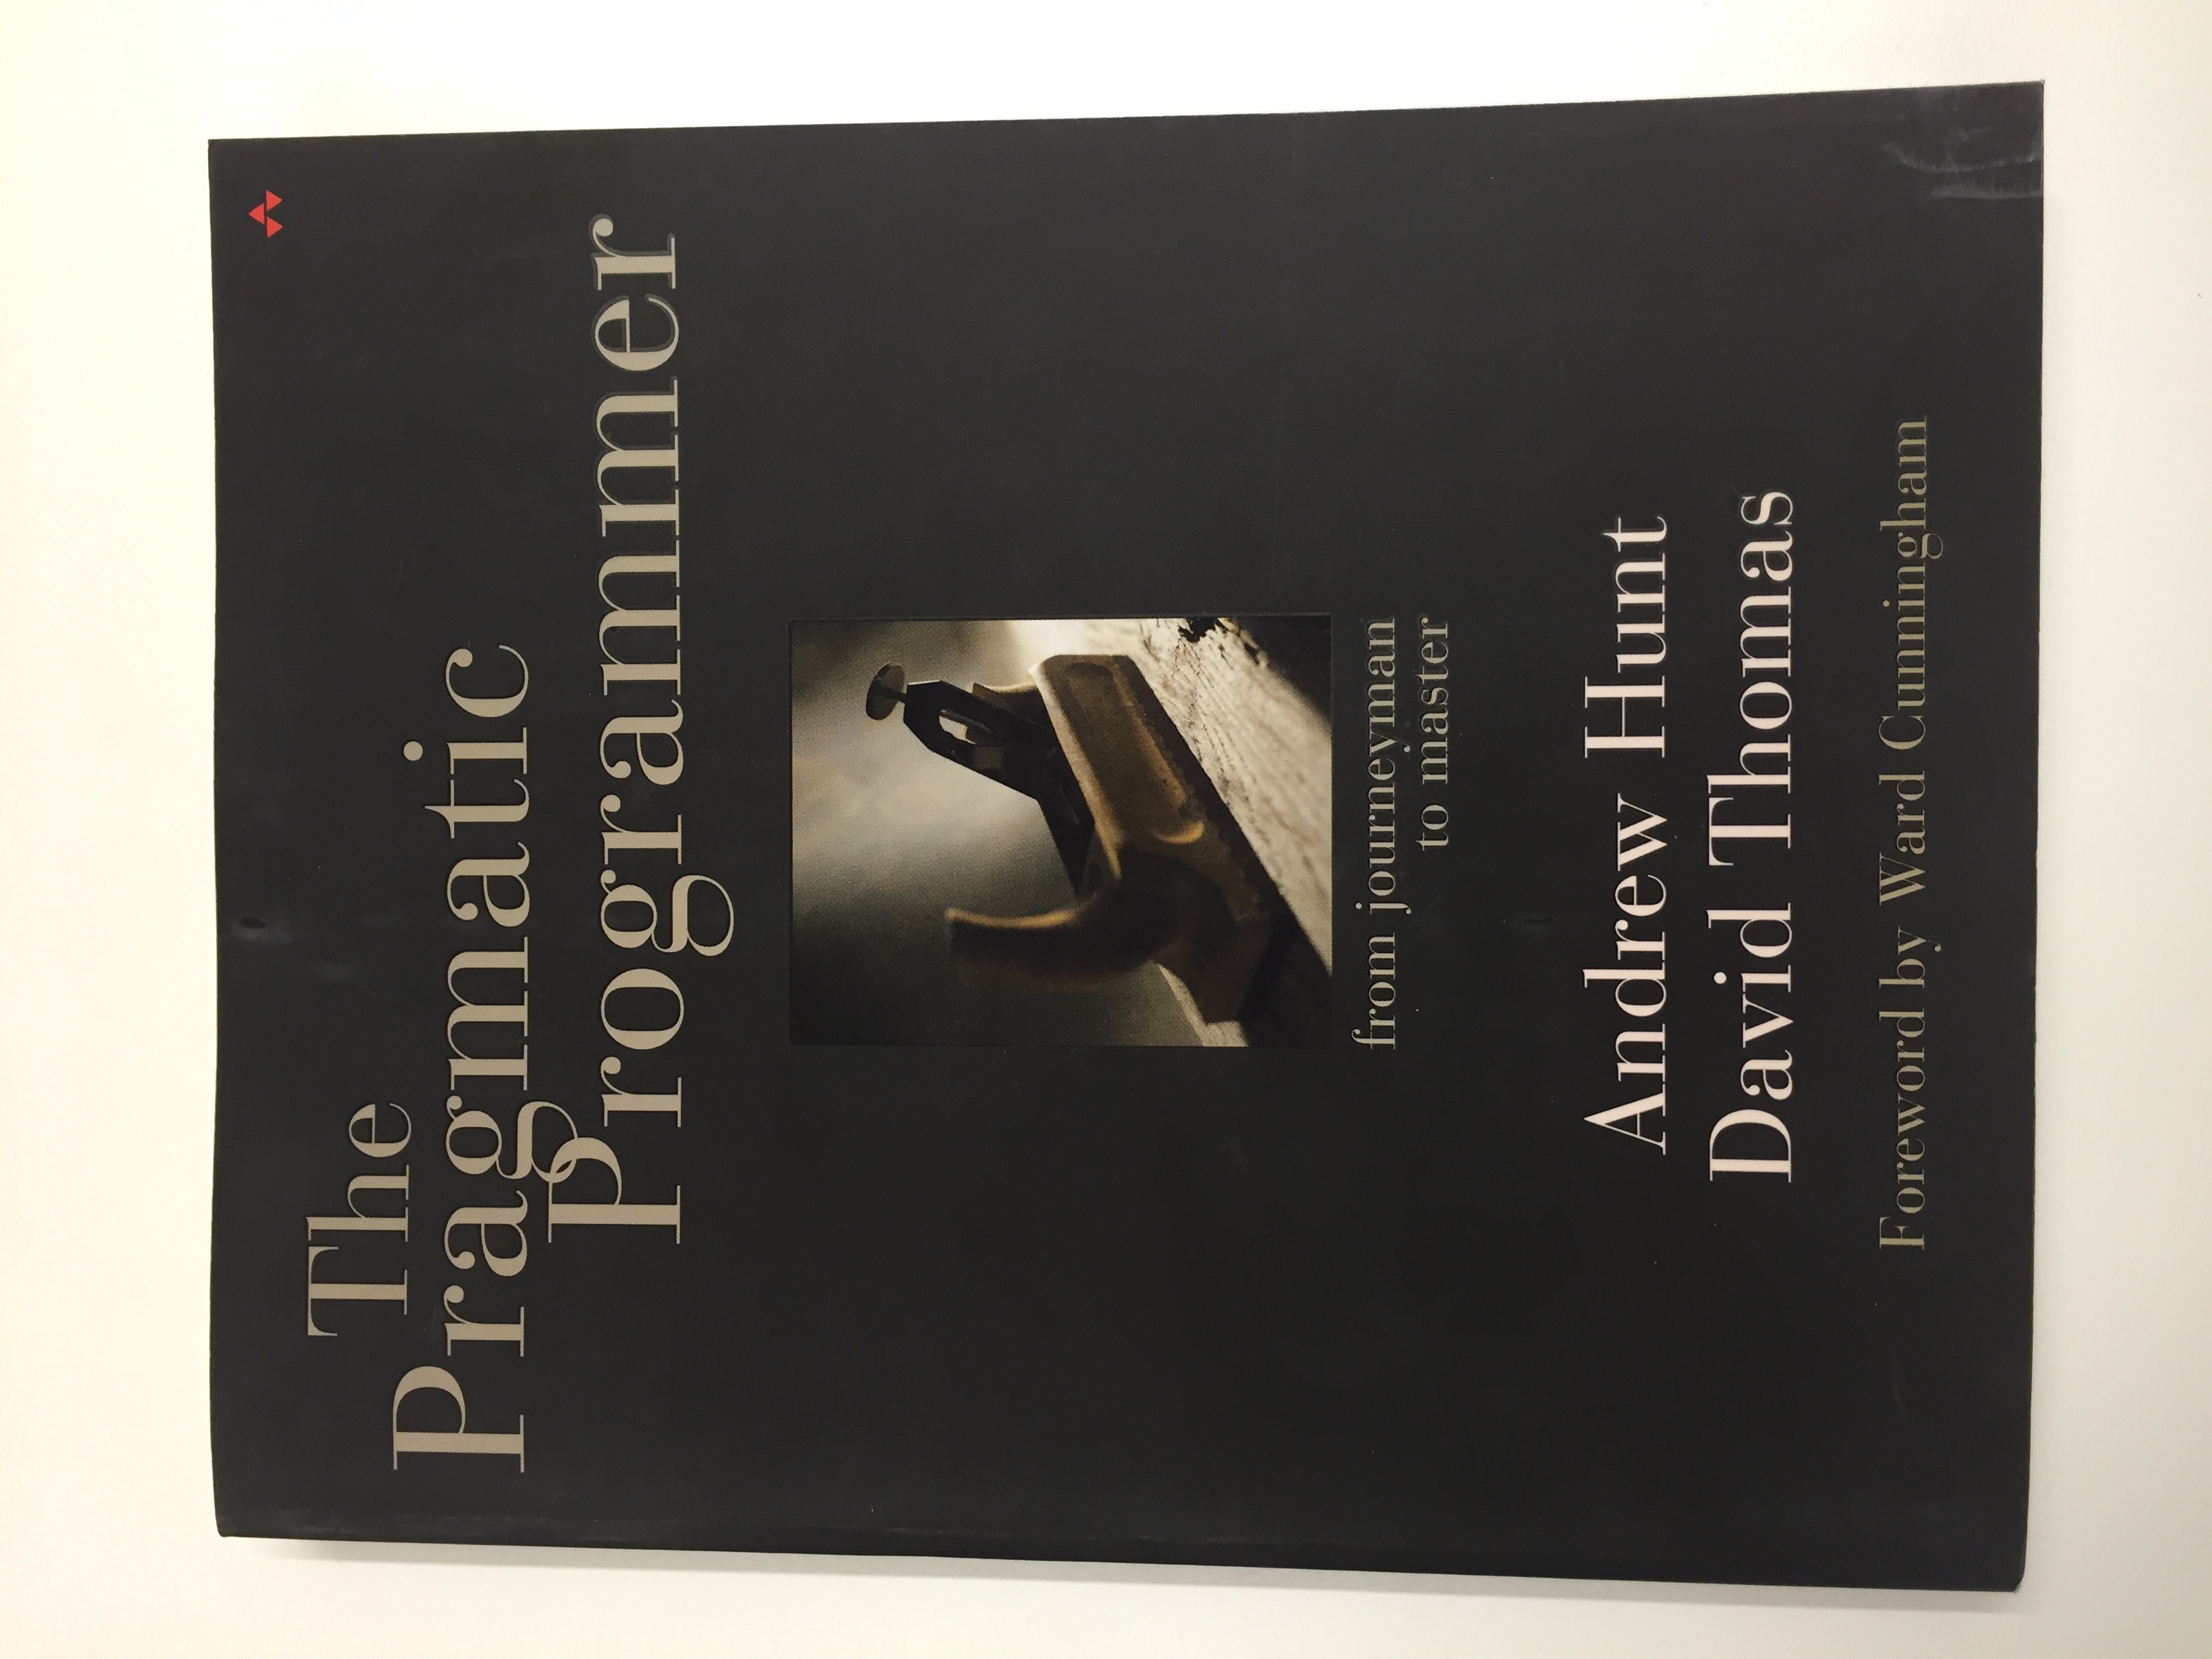 The
Pragmatic
Programmer
from journeyman
to master
Andrew Hunt
David Thomas
Foreword by Ward Cunningham